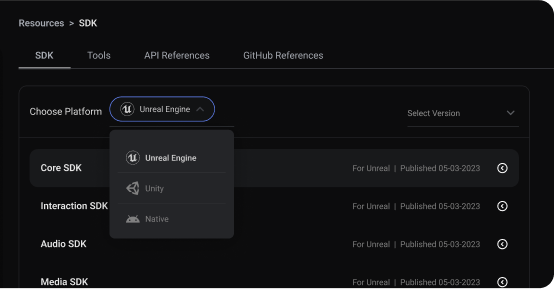 Resources > SDK
SDK Tools API References GitHub References
Choose Platform Unreal Engine Select Version
Unreal Engine
Unity
Native
Core SDK For Unreal | Published 05-03-2023
Interaction SDK For Unreal | Published 05-03-2023
Audio SDK For Unreal | Published 05-03-2023
Media SDK For Unreal | Published 05-03-2023